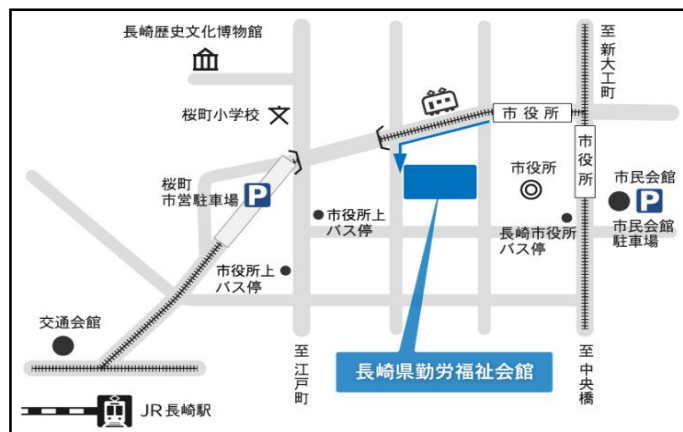 長崎歴史文化博物館
至新大工町
桜町小学校
市役所
市役所
桜町
市営駐車場
P
市役所
市民会館
P
市民会館
駐車場
市役所上
バス停
長崎市役所
バス停
市役所上
バス停
交通会館
至江戸町
長崎県勤労福祉会館
至中央橋
JR長崎駅